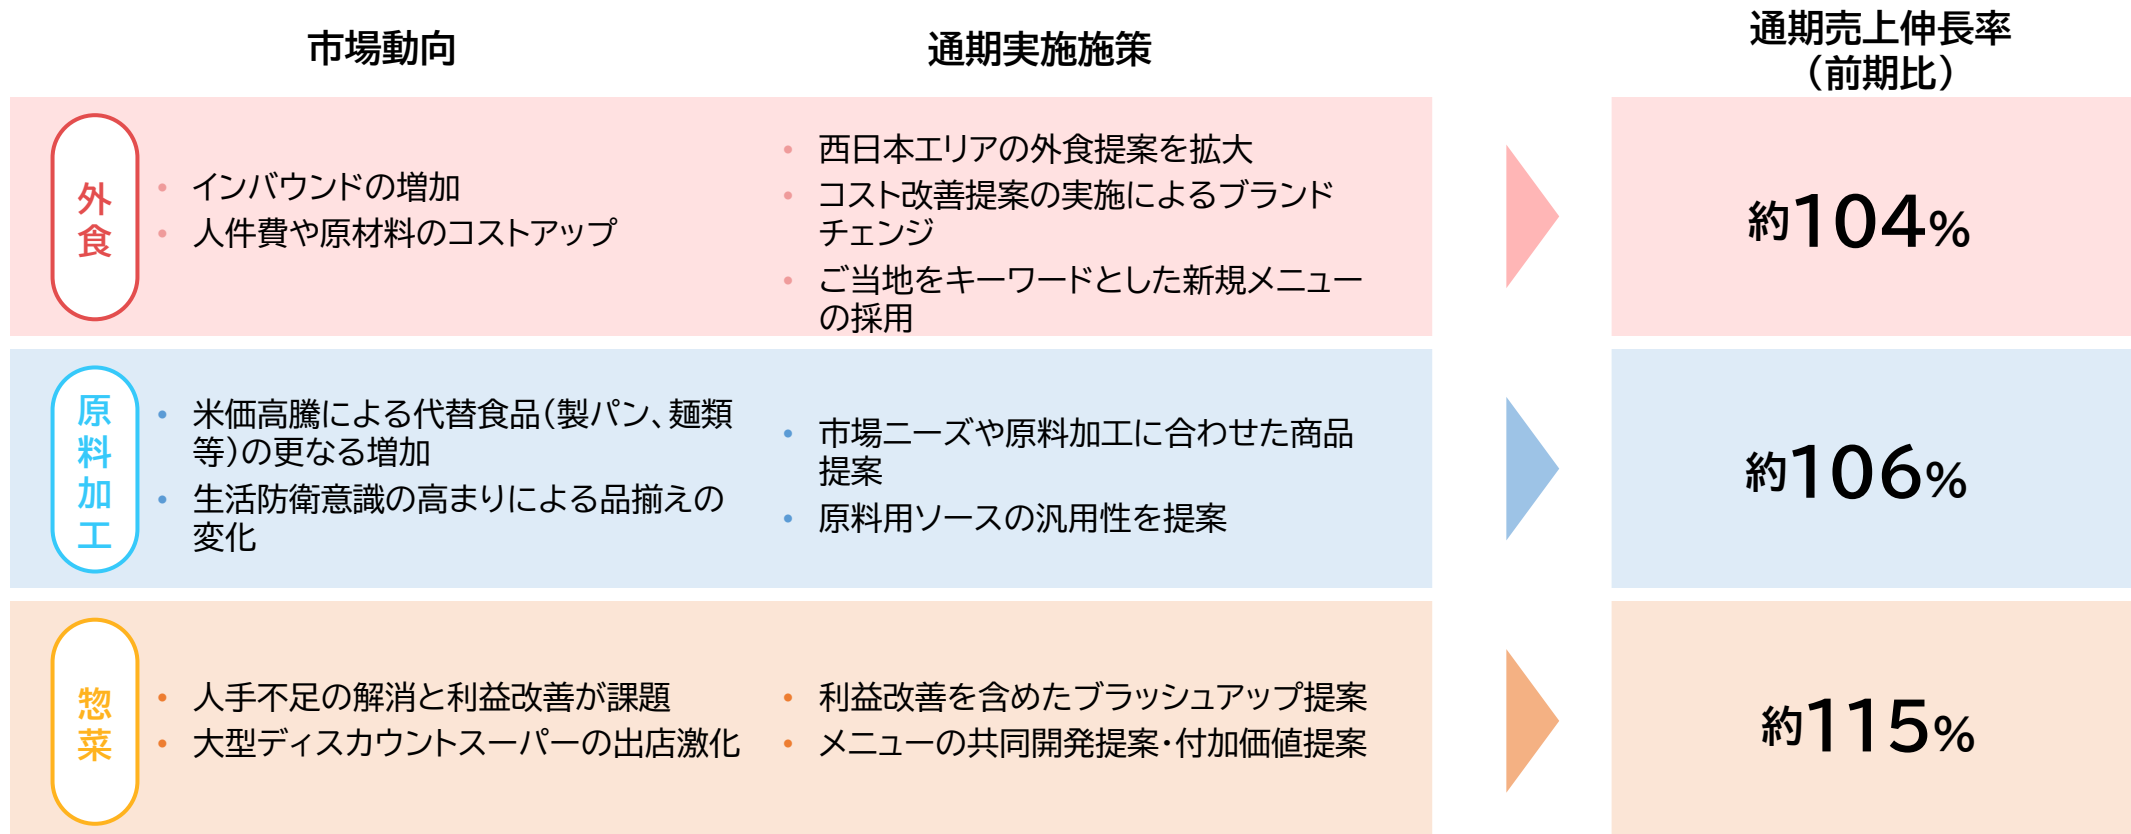 市場動向
通期実施施策
通期売上伸長率
（前期比）
外食
・インバウンドの増加
・人件費や原材料のコストアップ
・西日本エリアの外食提案を拡大
・コスト改善提案の実施によるブランド
チェンジ
・ご当地をキーワードとした新規メニュー
の採用
約104%
原料加工
・米価高騰による代替食品（製パン、麺類
等）の更なる増加
・生活防衛意識の高まりによる品揃えの
変化
・市場ニーズや原料加工に合わせた商品
提案
・原料用ソースの汎用性を提案
約106%
惣菜
・人手不足の解消と利益改善が課題
・大型ディスカウントスーパーの出店激化
・利益改善を含めたブラッシュアップ提案
・メニューの共同開発提案・付加価値提案
約115%